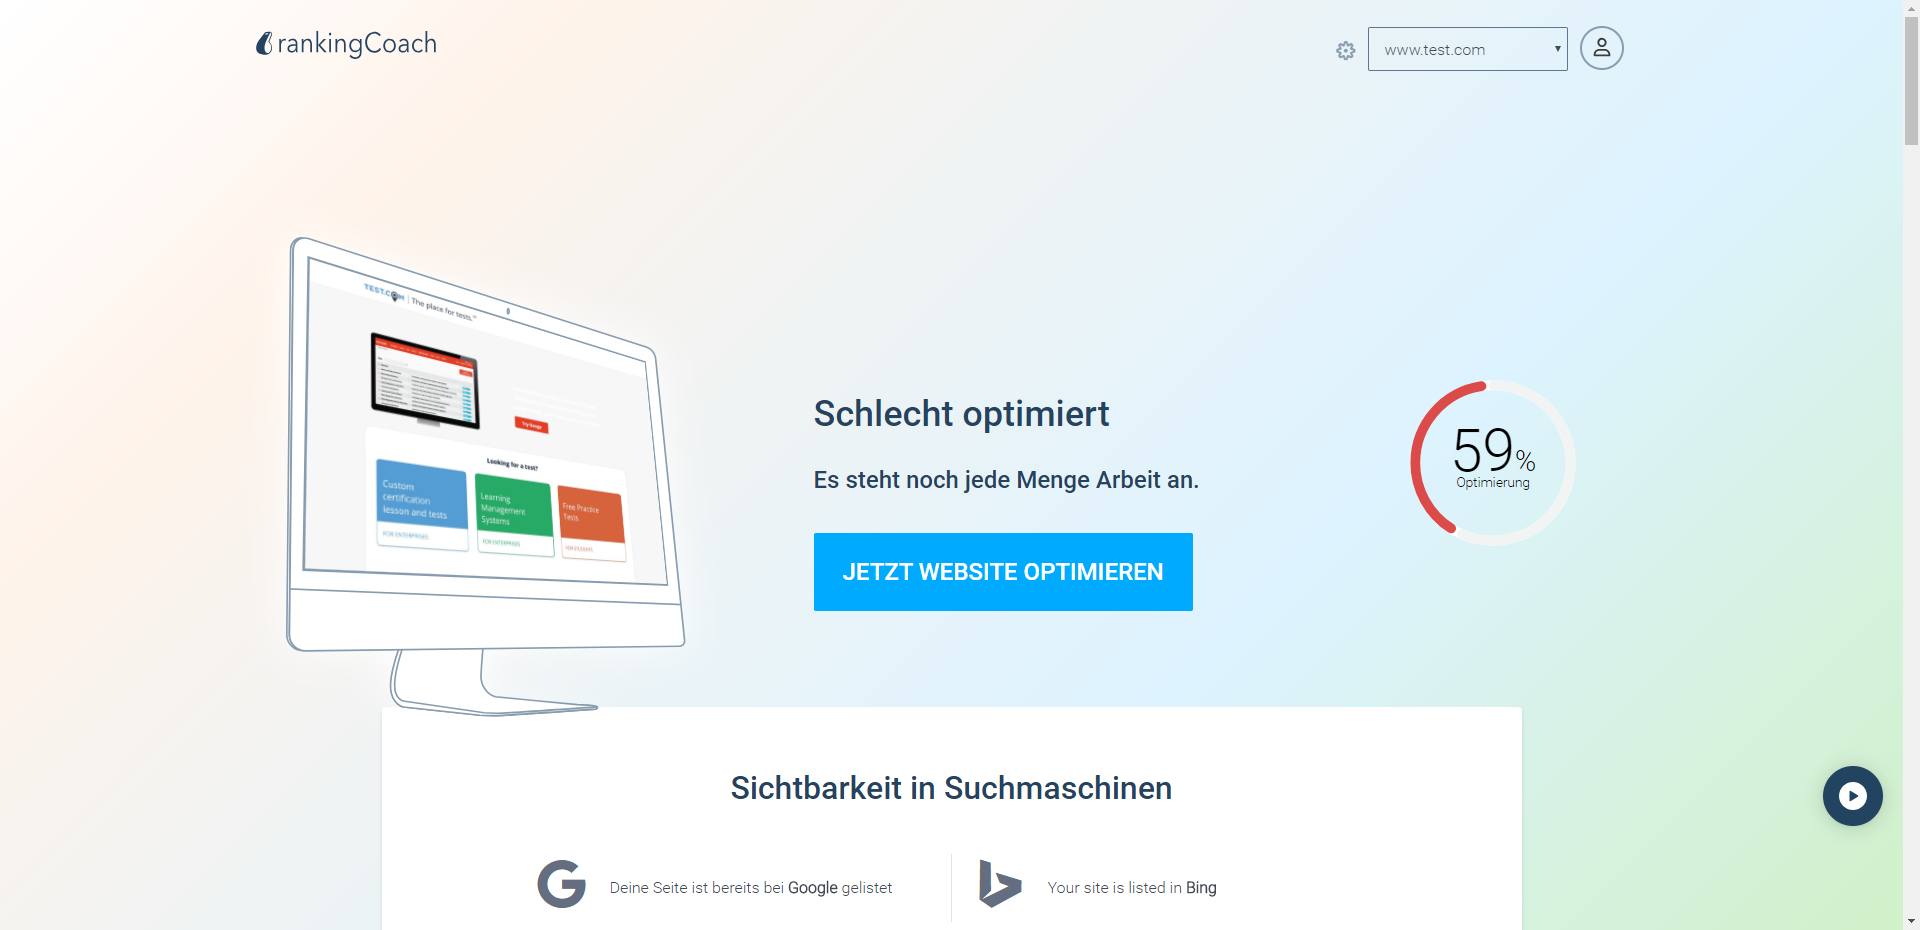 rankingCoach
www.test.com
TEST.COM | The place for tests.™
Try Range
Looking for a test?
Custom
certification
lesson and tests
FOR ENTERPRISES
Learning
Management
Systems
FOR ENTERPRISES
Free Practice
Tests
FOR STUDENTS
Schlecht optimiert
Es steht noch jede Menge Arbeit an.
JETZT WEBSITE OPTIMIEREN
59%
Optimierung
Sichtbarkeit in Suchmaschinen
Deine Seite ist bereits bei Google gelistet
Your site is listed in Bing